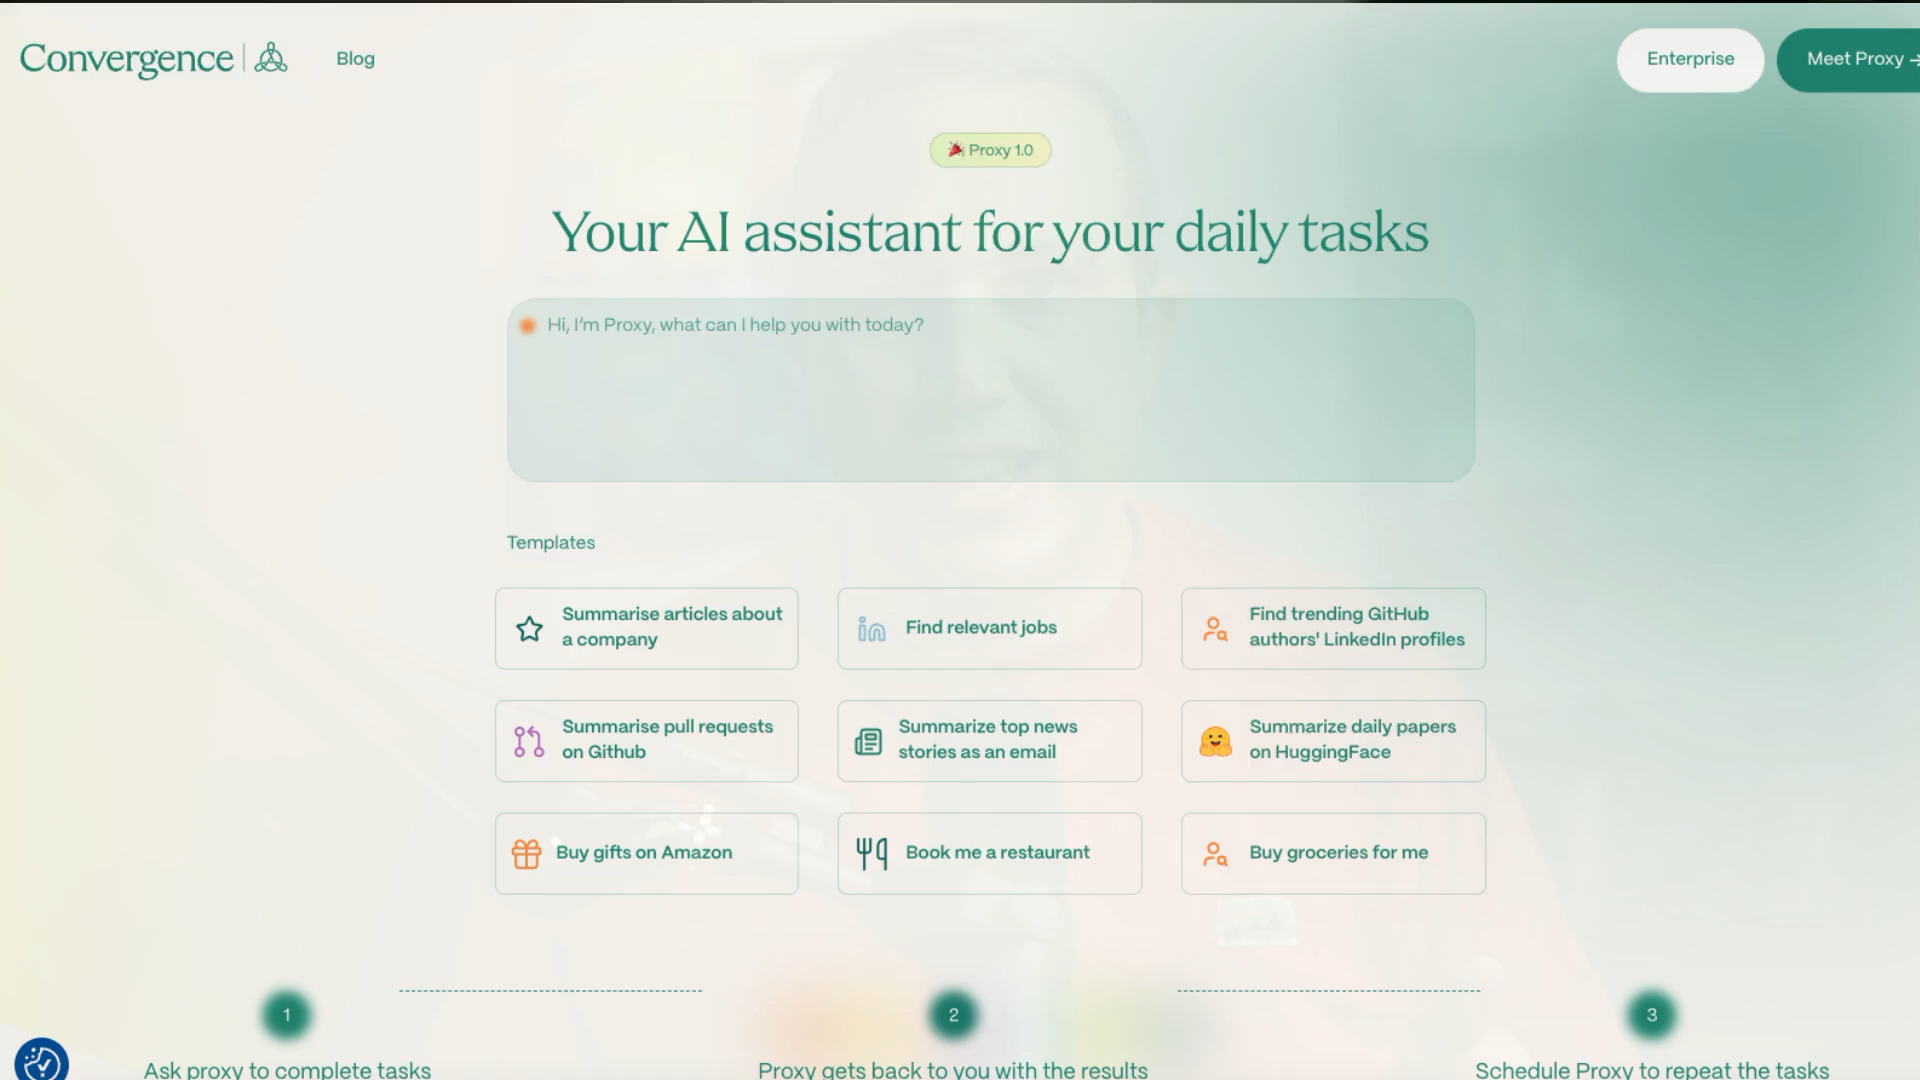 Convergence
Blog
Enterprise
Meet Proxy →
🎉 Proxy 1.0
Your AI assistant for your daily tasks
Hi, I'm Proxy, what can I help you with today?
Templates
Summarise articles about
a company
Find relevant jobs
Find trending GitHub
authors' LinkedIn profiles
Summarise pull requests
on Github
Summarize top news
stories as an email
Summarize daily papers
on HuggingFace
Buy gifts on Amazon
Book me a restaurant
Buy groceries for me
1
2
3
Ask proxy to complete tasks
Proxy gets back to you with the results
Schedule Proxy to repeat the tasks